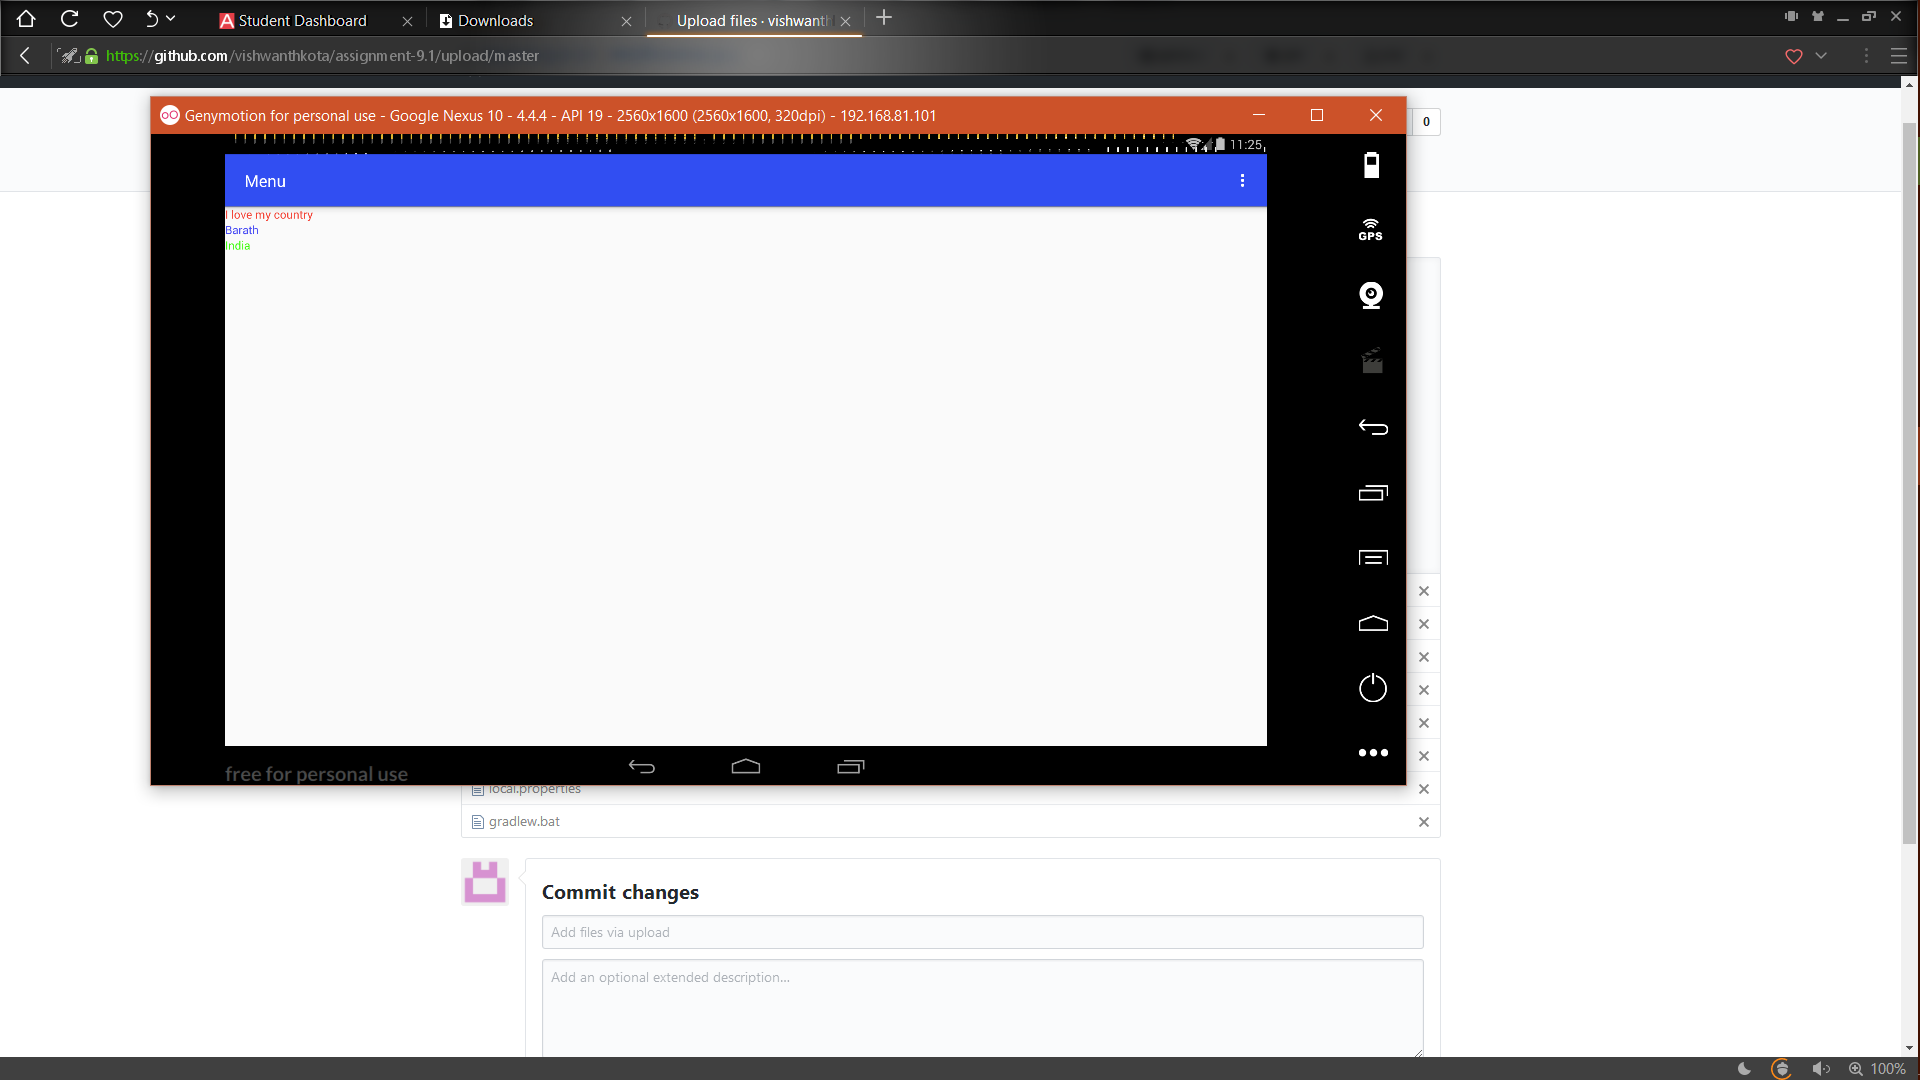 Student Dashboard
Downloads
Upload files · vishwanth
https://github.com/vishwanthkota/assignment-9.1/upload/master
Genymotion for personal use - Google Nexus 10 - 4.4.4 - API 19 - 2560x1600 (2560x1600, 320dpi) - 192.168.81.101
0
11:25
Menu
I love my country
Barath
India
GPS
free for personal use
local.properties
gradlew.bat
Commit changes
Add files via upload
Add an optional extended description...
100%